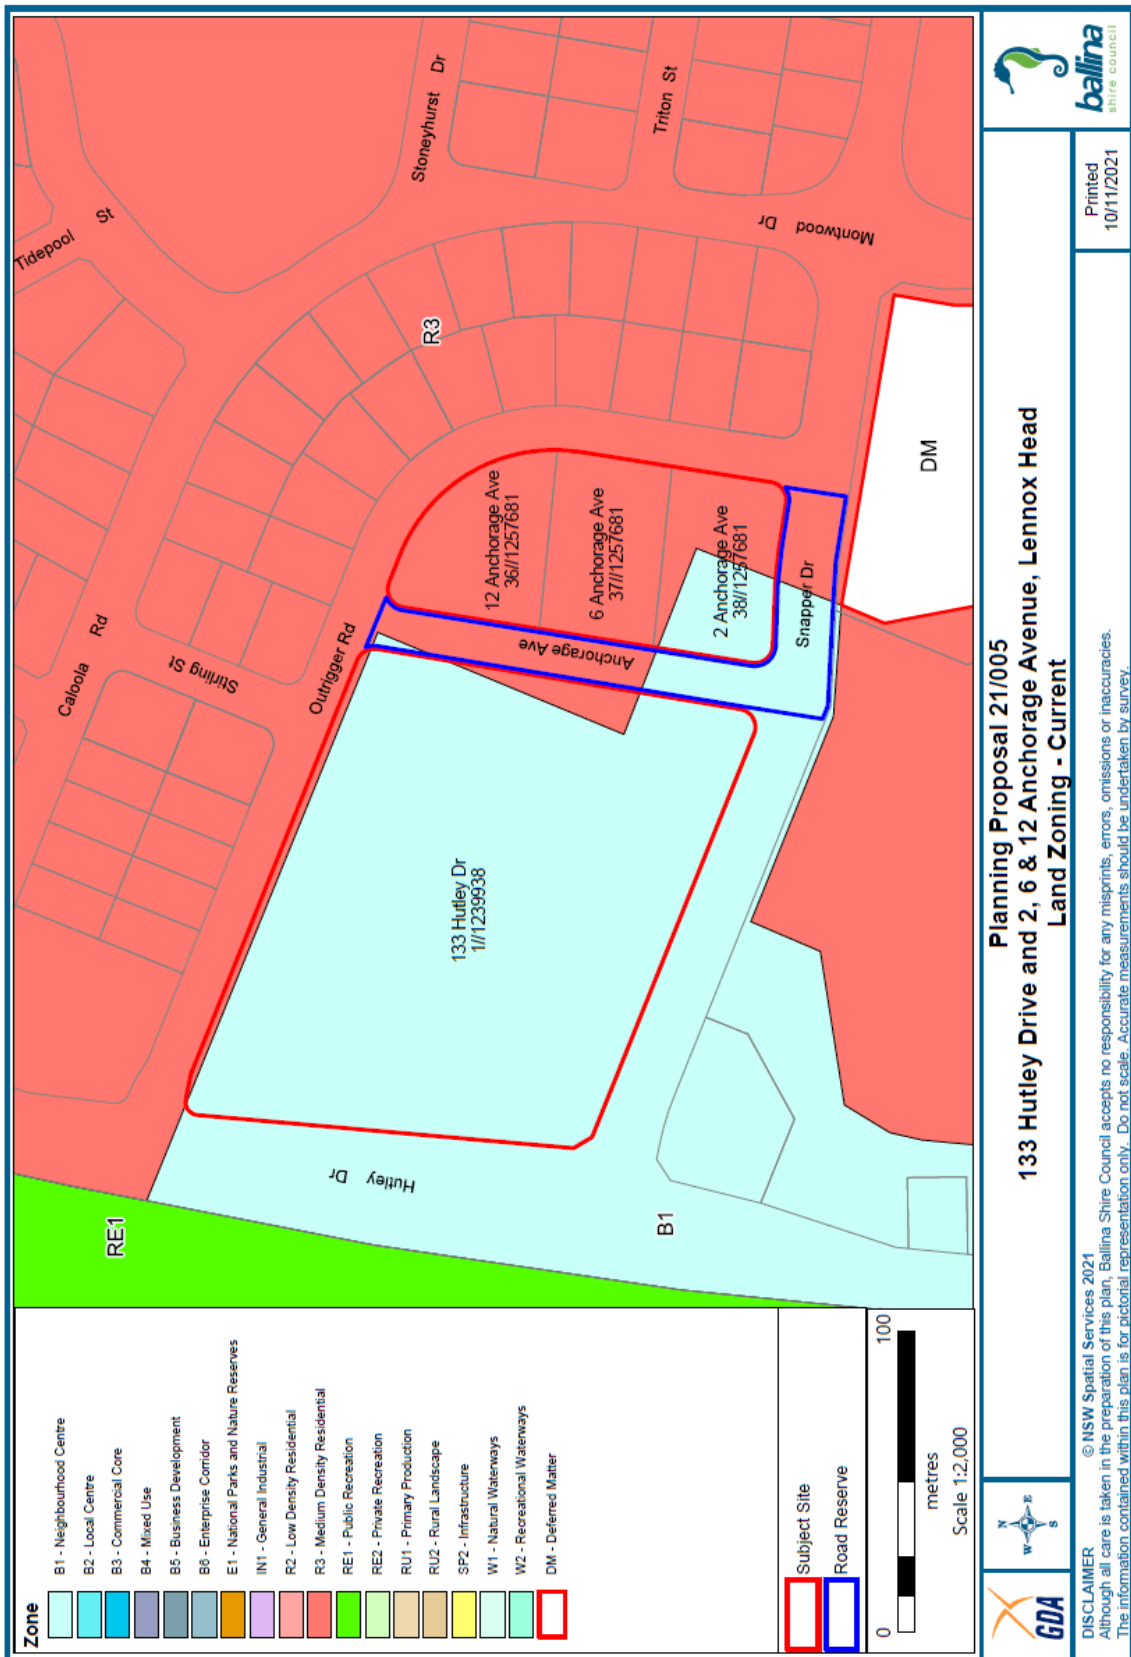 Zone
B1 - Neighbourhood Centre
B2 - Local Centre
B3 - Commercial Core
B4 - Mixed Use
B5 - Business Development
B6 - Enterprise Corridor
E1 - National Parks and Nature Reserves
IN1 - General Industrial
R2 - Low Density Residential
R3 - Medium Density Residential
RE1 - Public Recreation
RE2 - Private Recreation
RU1 - Primary Production
RU2 - Rural Landscape
SP2 - Infrastructure
W1 - Natural Waterways
W2 - Recreational Waterways
DM - Deferred Matter
Subject Site
Road Reserve
0
100
metres
Scale 1:2,000
RE1
Hutley Dr
B1
133 Hutley Dr
1//1239938
Caloola Rd
Stirling St
Outrigger Rd
Tidepool St
Stoneyhurst Dr
Triton St
Montwood Dr
R3
12 Anchorage Ave
36//1257681
6 Anchorage Ave
37//1257681
2 Anchorage Ave
38//1257681
Anchorage Ave
Snapper Dr
DM
GDA
N
W
E
S
Planning Proposal 21/005
133 Hutley Drive and 2, 6 & 12 Anchorage Avenue, Lennox Head
Land Zoning - Current
ballina
shire council
Printed
10/11/2021
DISCLAIMER © NSW Spatial Services 2021
Although all care is taken in the preparation of this plan, Ballina Shire Council accepts no responsibility for any misprints, errors, omissions or inaccuracies.
The information contained within this plan is for pictorial representation only. Do not scale. Accurate measurements should be undertaken by survey.